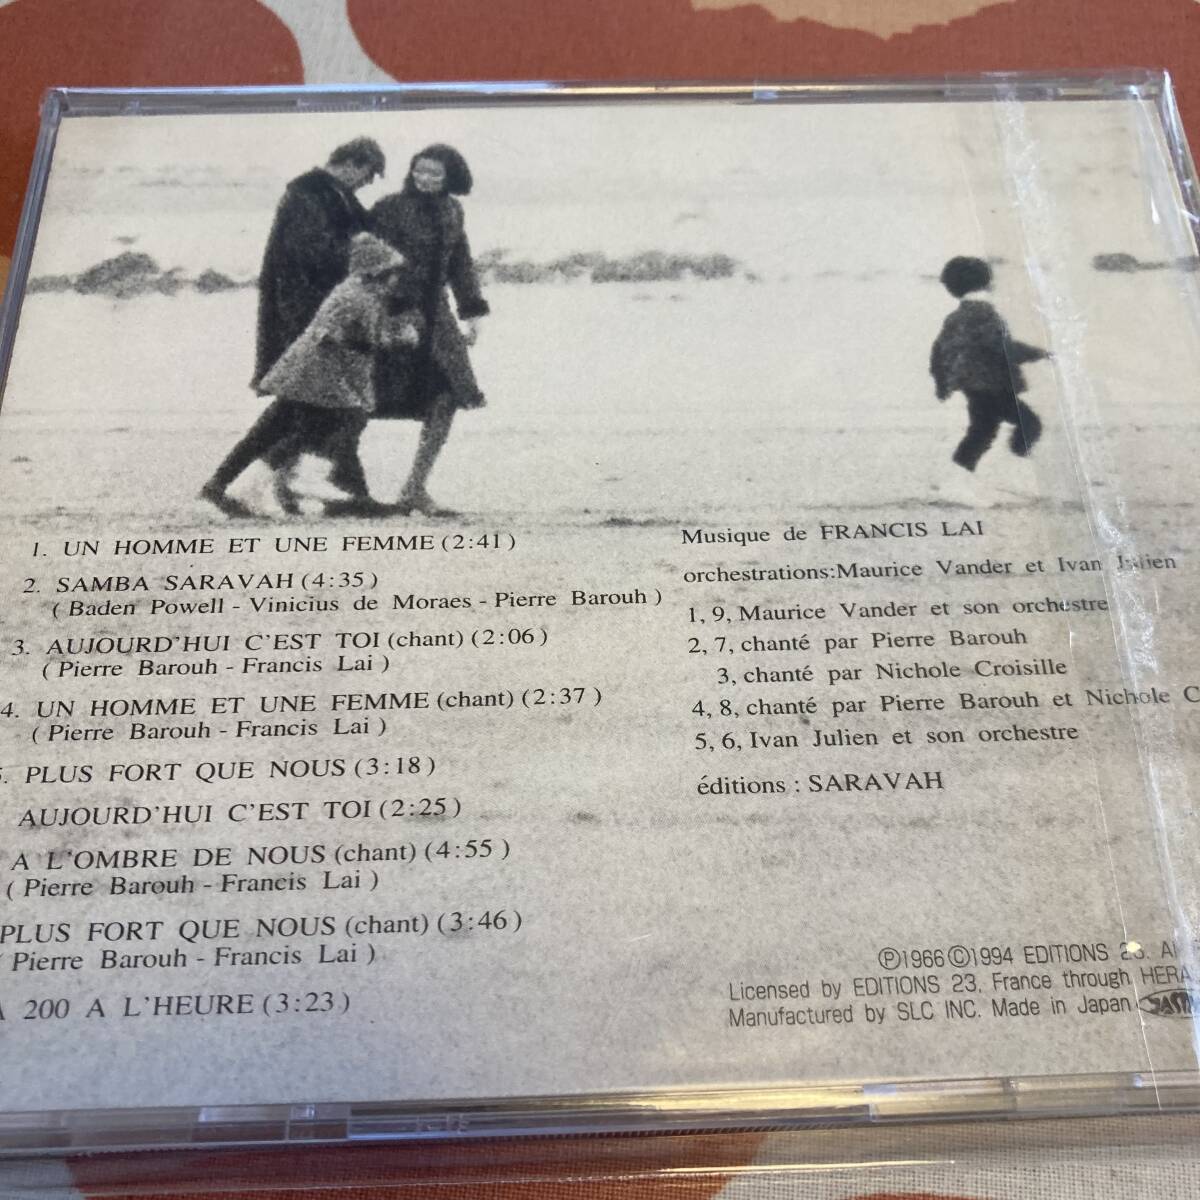 1. UN HOMME ET UNE FEMME (2:41)
2. SAMBA SARAVAH (4:35)
( Baden Powell - Vinicius de Moraes - Pierre Barouh )
3. AUJOURD'HUI C'EST TOI (chant) (2:06)
( Pierre Barouh - Francis Lai )
4. UN HOMME ET UNE FEMME (chant) (2:37)
( Pierre Barouh - Francis Lai )
PLUS FORT QUE NOUS (3:18)
AUJOURD'HUI C'EST TOI (2:25)
A L'OMBRE DE NOUS (chant) (4:55)
( Pierre Barouh - Francis Lai )
PLUS FORT QUE NOUS (chant) (3:46)
( Pierre Barouh - Francis Lai )
A 200 A L'HEURE (3:23)
Musique de FRANCIS LAI
orchestrations:Maurice Vander et Ivan Julien
1, 9, Maurice Vander et son orchestre
2, 7, chanté par Pierre Barouh
3, chanté par Nichole Croisille
4, 8, chanté par Pierre Barouh et Nichole
5, 6, Ivan Julien et son orchestre
éditions : SARAVAH
Ⓟ1966©1994 EDITIONS 23.
Licensed by EDITIONS 23, France through
Manufactured by SLC INC. Made in Japan